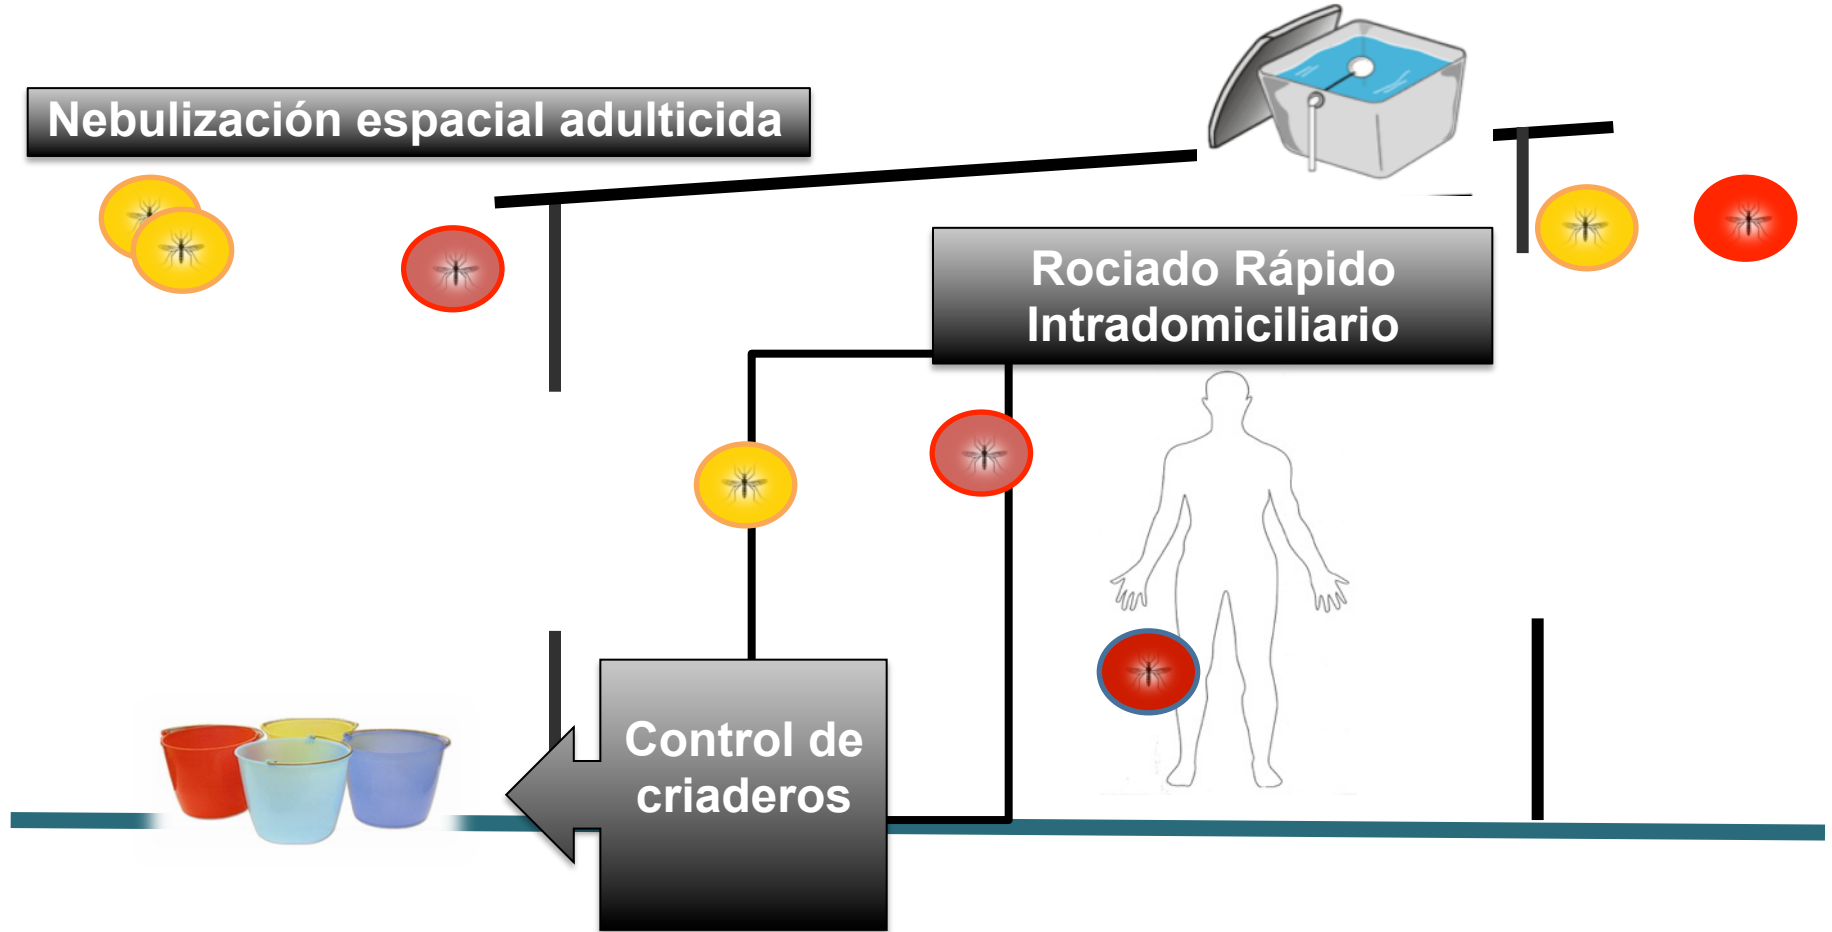 Nebulización espacial adulticida
Rociado Rápido
Intradomiciliario
Control de
criaderos